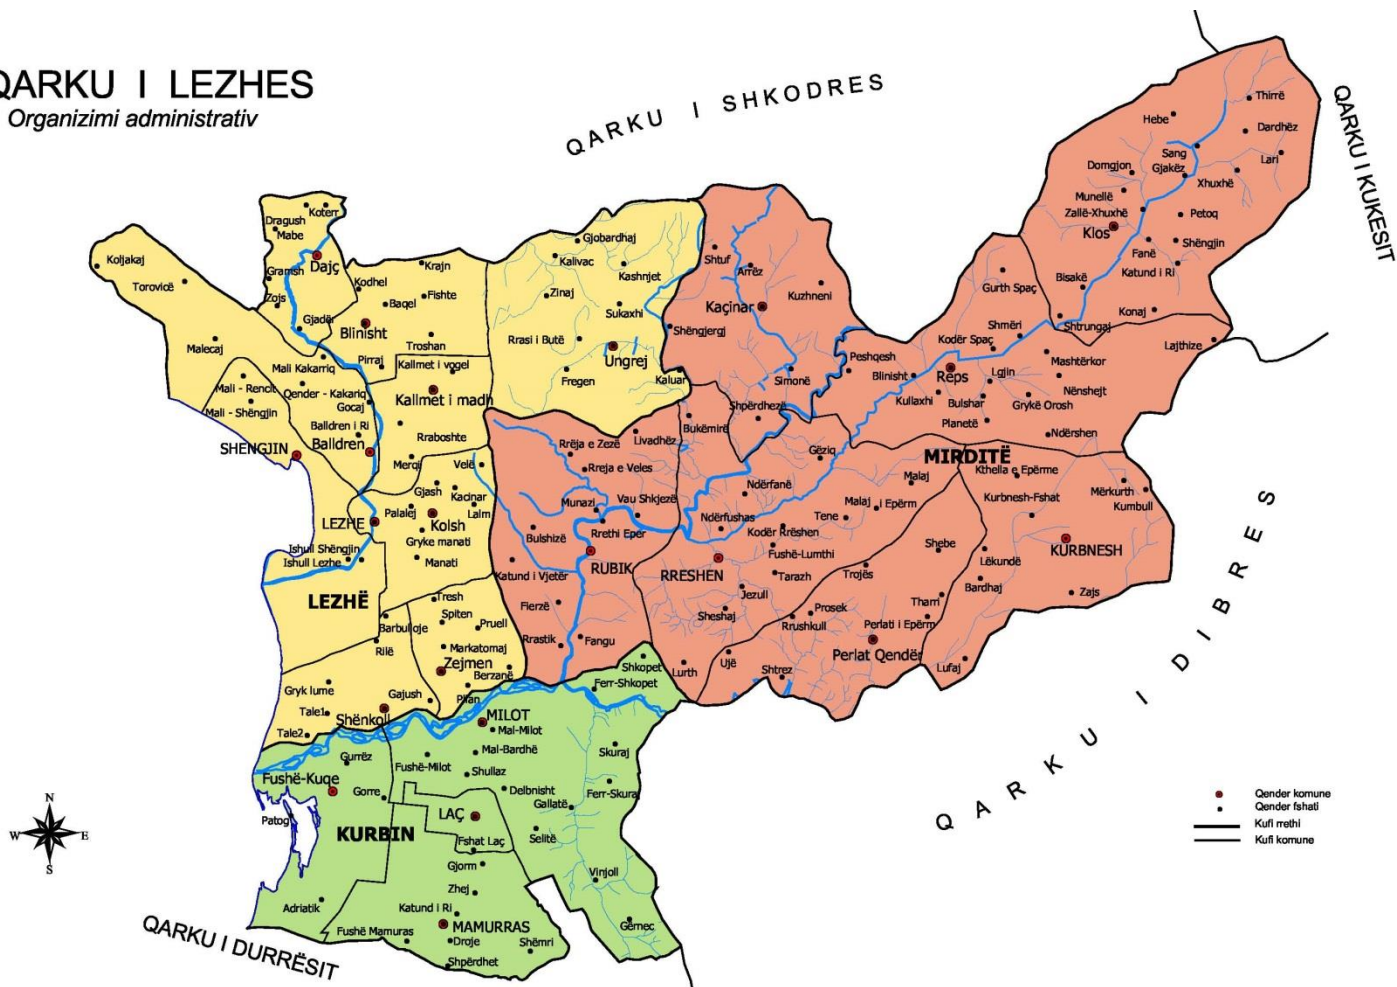 QARKU I LEZHES
Organizimi administrativ
QARKU I SHKODRES
QARKU I KUKESIT
QARKU I DIBRES
QARKU I DURRËSIT
Thirrë
Hebe
Dardhëz
Sang
Lari
Gjakëz
Domgjon
Xhuxhë
Munellë
Zallë-Xhuxhë
Petoq
Klos
Fanë
Shëngjin
Katund i Ri
Bisakë
Gurth Spaç
Konaj
Shtrungaj
Lajthize
Shmëri
Kodër Spaç
Mashtërkor
Lgjin
Nënshejt
Reps
Blinisht
Peshqesh
Kullaxhi
Bulshar
Grykë Orosh
Planetë
Ndërshen
Shtuf
Arrëz
Kuzhneni
Kaçinar
Shëngjergj
Simonë
Shpërdhezë
Bukëmirë
Kaluar
Gjobardhaj
Kalivac
Kashnjet
Zinaj
Sukaxhi
Rrasi i Butë
Ungrej
Fregen
Dragush
Koterr
Mabe
Dajç
Gramsh
Zojs
Gjadër
Koljakaj
Torovicë
Malecaj
Krajn
Kodhel
Fishte
Baqel
Blinisht
Troshan
Mali Kakarriq
Pirraj
Kallmet i vogel
Mali - Rencit
Qender - Kakariq
Kallmet i madh
Mali - Shëngjin
Gocaj
Balldren i Ri
Balldren
Rraboshte
SHENGJIN
Merqi
Velë
Gjash
Kacinar
Palalej
Lalm
Kolsh
LEZHE
Gryke manati
Ishull Shëngjin
Ishull Lezhe
Manati
LEZHË
Tresh
Spiten
Barbulloje
Pruell
Rilë
Markatomaj
Zejmen
Berzanë
Pllan
Gryk lume
Gajush
Tale1
Shënkoll
Tale2
Rrëja e Zezë
Livadhëz
Rreja e Veles
Munazi
Vau Shkjezë
Rrethi Eper
Bulshizë
RUBIK
Katund i Vjetër
Fierzë
Rrastik
Fangu
MIRDITË
Gëziq
Ndërfanë
Malaj
Malaj i Epërm
Tene
Ndërfushas
Kodër Rrëshen
Fushë-Lumthi
RRESHEN
Tarazh
Trojës
Jezull
Sheshaj
Prosek
Rrushkull
Ujë
Lurth
Shtrez
Kthella e Epërme
Kurbnesh-Fshat
Mërkurth
Kumbull
KURBNESH
Shebe
Lëkundë
Bardhaj
Zajs
Tharri
Perlati i Epërm
Perlat Qendër
Lufaj
Shkopet
Ferr-Shkopet
MILOT
Mal-Milot
Mal-Bardhë
Skuraj
Fushë-Milot
Shullaz
Gurrëz
Fushë-Kuqe
Delbnisht
Ferr-Skuraj
Gorre
Gallatë
Patog
LAÇ
KURBIN
Selitë
Fshat Laç
Gjorm
Vinjoll
Zhej
Adriatik
Katund i Ri
Gërnec
MAMURRAS
Fushë Mamuras
Droje
Shëmri
Shpërdhet
N
W
E
S
Qender komune
Qender fshati
Kufi rrethi
Kufi komune